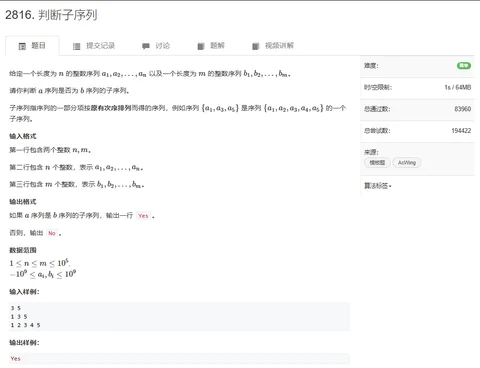 2816. 判断子序列
题目
提交记录
讨论
题解
视频讲解
给定一个长度为 n 的整数序列 a₁,a₂,…,aₙ 以及一个长度为 m 的整数序列 b₁,b₂,…,bₘ。
请你判断 a 序列是否为 b 序列的子序列。
子序列指序列的一部分项按原有次序排列而得的序列，例如序列 {a₁,a₃,a₅} 是序列 {a₁,a₂,a₃,a₄,a₅} 的一个
子序列。
输入格式
第一行包含两个整数 n,m。
第二行包含 n 个整数，表示 a₁,a₂,…,aₙ。
第三行包含 m 个整数，表示 b₁,b₂,…,bₘ。
输出格式
如果 a 序列是 b 序列的子序列，输出一行 Yes。
否则，输出 No。
数据范围
1 ≤ n ≤ m ≤ 10⁵,
−10⁹ ≤ aᵢ,bᵢ ≤ 10⁹
输入样例：
3 5
1 3 5
1 2 3 4 5
输出样例：
Yes
难度：
简单
时/空限制：
1s / 64MB
总通过数：
83960
总尝试数：
194422
来源：
模板题
AcWing
算法标签